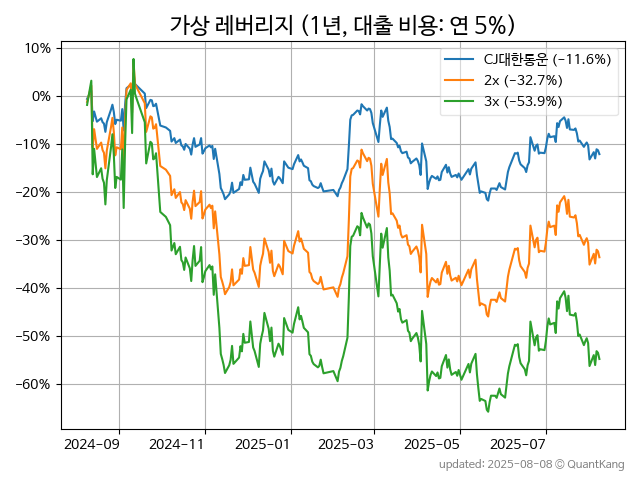 가상 레버리지 (1년, 대출 비용: 연 5%)
CJ대한통운 (−11.6%)
2x (−32.7%)
3x (−53.9%)
10%
0%
−10%
−20%
−30%
−40%
−50%
−60%
2024-09
2024-11
2025-01
2025-03
2025-05
2025-07
updated: 2025-08-08 © QuantKang